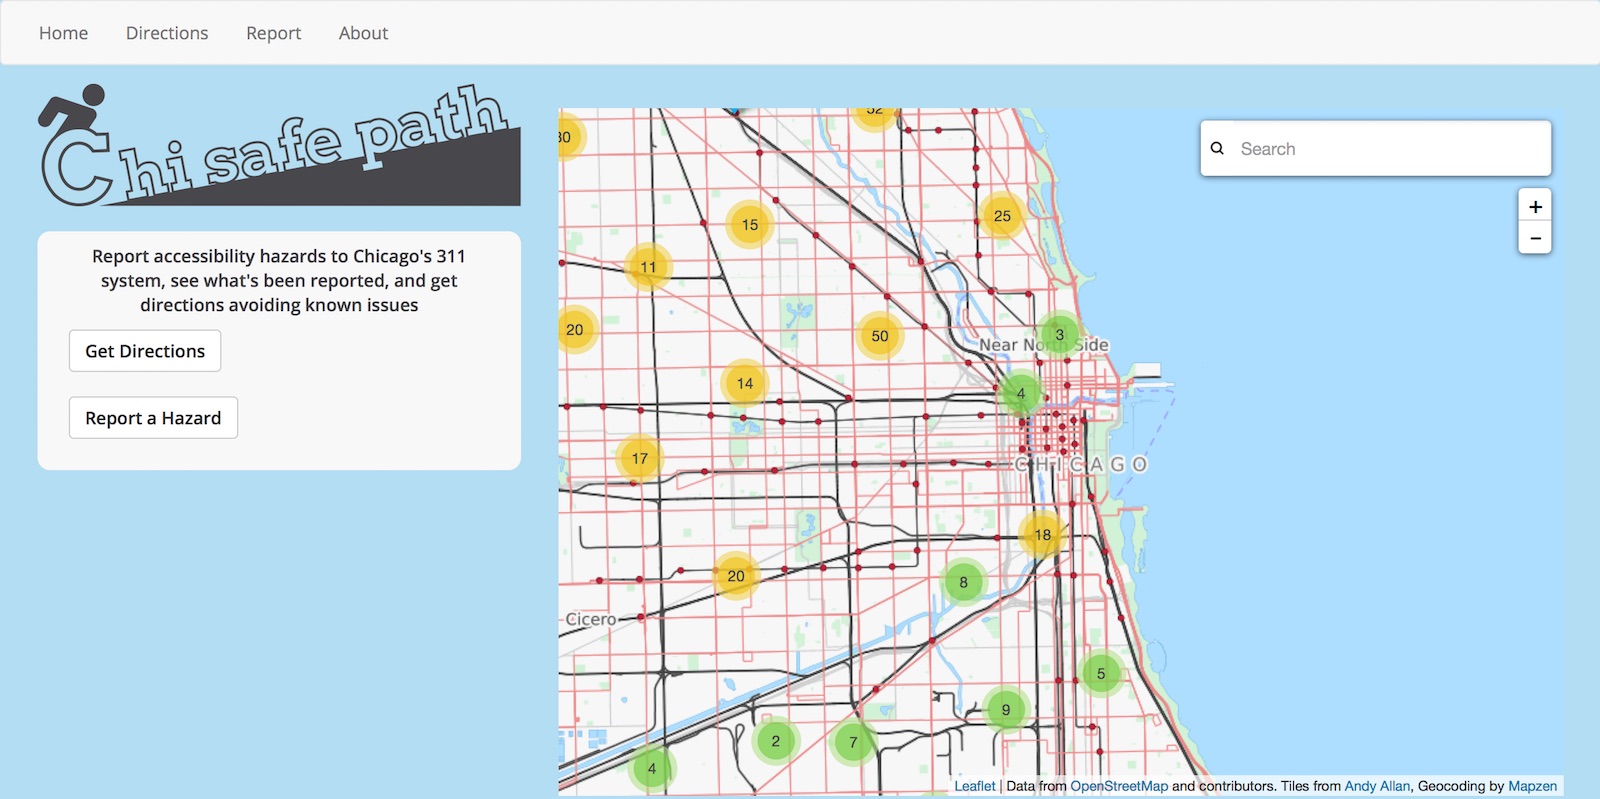 Home Directions Report About
Chi safe path
Report accessibility hazards to Chicago's 311
system, see what's been reported, and get
directions avoiding known issues
Get Directions
Report a Hazard
Search
+
−
52
30
25
15
11
20
50
3
Near North Side
14
4
17
CHICAGO
18
20
8
Cicero
5
9
2
7
4
Leaflet | Data from OpenStreetMap and contributors. Tiles from Andy Allan, Geocoding by Mapzen